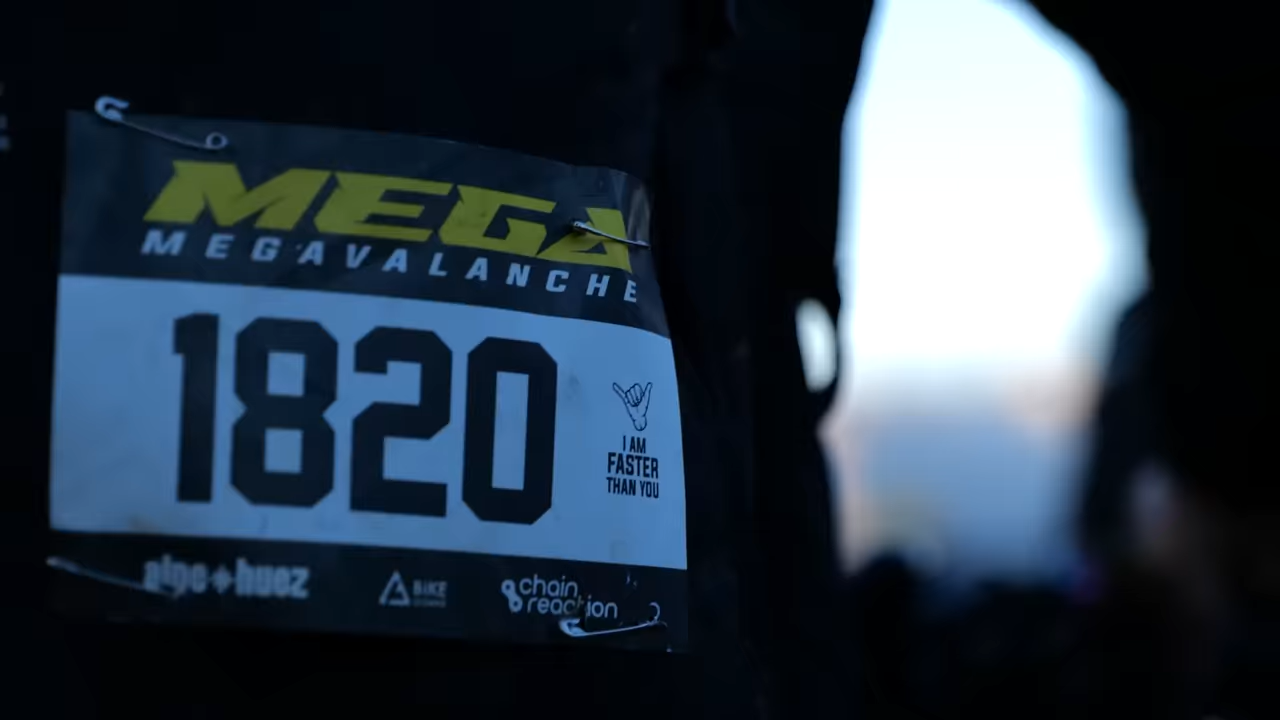 MEGA
MEGAVALANCHE
1820
I AM
FASTER
THAN YOU
alpe+huez
BIKE
chain
reaction